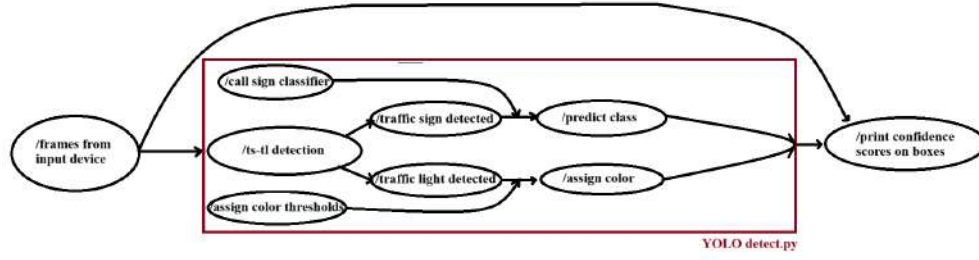 /call sign classifier
/frames from
input device
/traffic sign detected
/predict class
/ts-tl detection
/print confidence
scores on boxes
/traffic light detected
/assign color
/assign color thresholds
YOLO detect.py